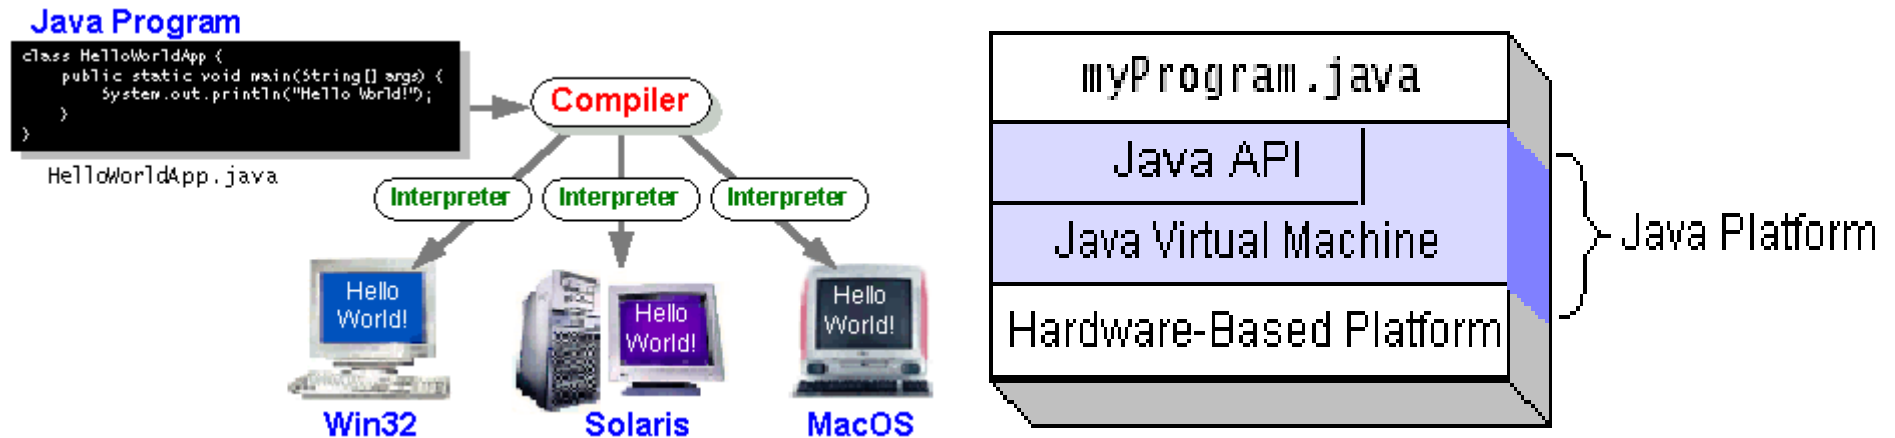 Java Program
class HelloWorldApp {
public static void main(String[] args) {
System.out.println("Hello World!");
}
}
HelloWorldApp.java
Compiler
Interpreter
Interpreter
Interpreter
Hello
World!
Hello
World!
Hello
World!
Win32
Solaris
MacOS
myProgram.java
Java API
Java Virtual Machine
Hardware-Based Platform
Java Platform